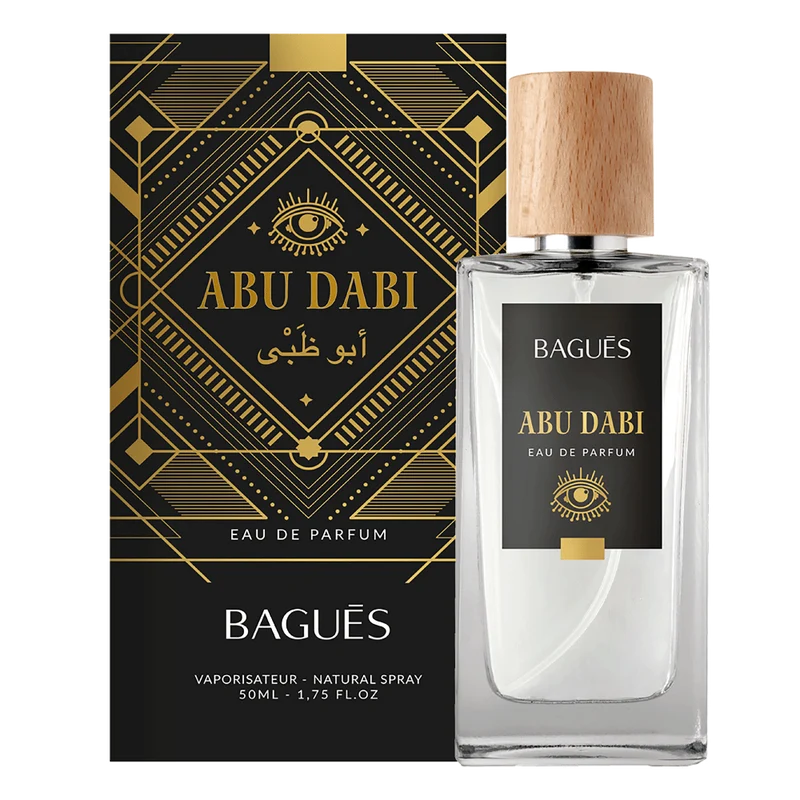 ABU DABI
أبو ظَبْي
EAU DE PARFUM
BAGUĒS
VAPORISATEUR - NATURAL SPRAY
50ML - 1,75 FL.OZ
BAGUĒS
ABU DABI
EAU DE PARFUM